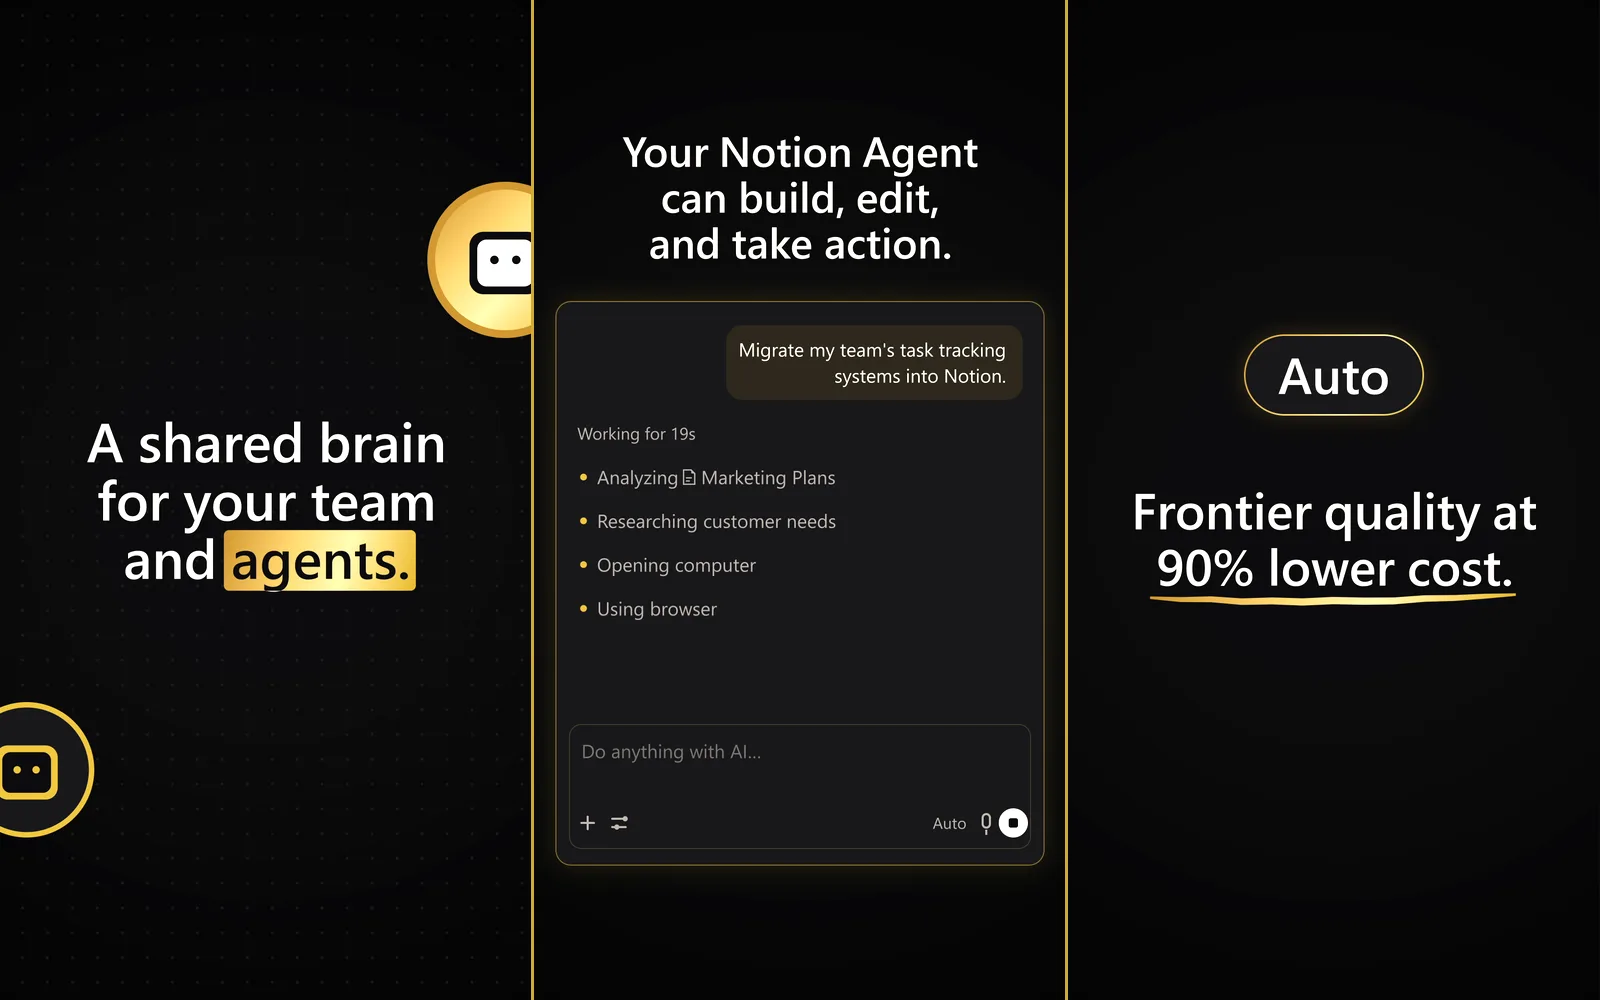 A shared brain
for your team
and agents.
Your Notion Agent
can build, edit,
and take action.
Migrate my team's task tracking
systems into Notion.
Working for 19s
Analyzing Marketing Plans
Researching customer needs
Opening computer
Using browser
Do anything with AI...
Auto
Auto
Frontier quality at
90% lower cost.